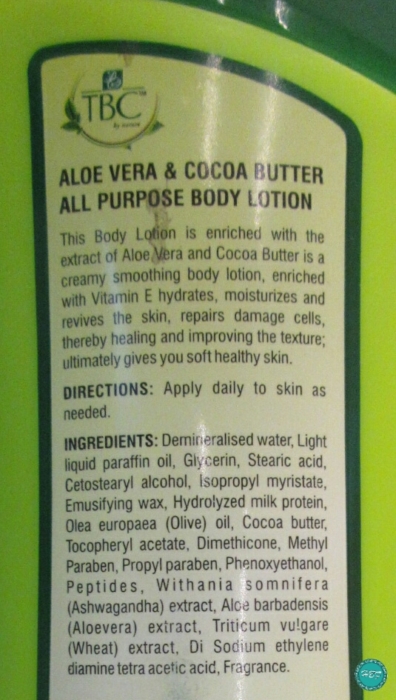 TBC™
by nature
ALOE VERA & COCOA BUTTER
ALL PURPOSE BODY LOTION
This Body Lotion is enriched with the
extract of Aloe Vera and Cocoa Butter is a
creamy smoothing body lotion, enriched
with Vitamin E hydrates, moisturizes and
revives the skin, repairs damage cells,
thereby healing and improving the texture;
ultimately gives you soft healthy skin.
DIRECTIONS: Apply daily to skin as
needed.
INGREDIENTS: Demineralised water, Light
liquid paraffin oil, Glycerin, Stearic acid,
Cetostearyl alcohol, Isopropyl myristate,
Emusifying wax, Hydrolyzed milk protein,
Olea europaea (Olive) oil, Cocoa butter,
Tocopheryl acetate, Dimethicone, Methyl
Paraben, Propyl paraben, Phenoxyethanol,
Peptides, Withania somnifera
(Ashwagandha) extract, Aloe barbadensis
(Aloevera) extract, Triticum vulgare
(Wheat) extract, Di Sodium ethylene
diamine tetra acetic acid, Fragrance.